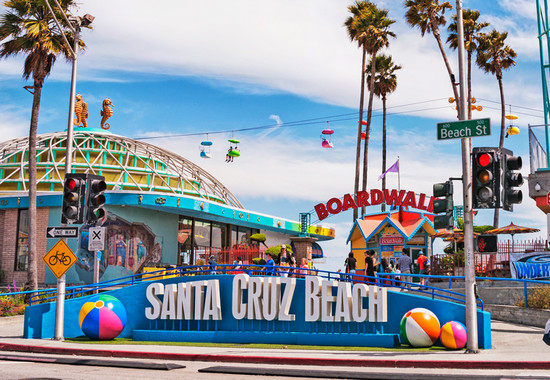 BOARDWALK
Beach St
ONE WAY
SANTA CRUZ BEACH